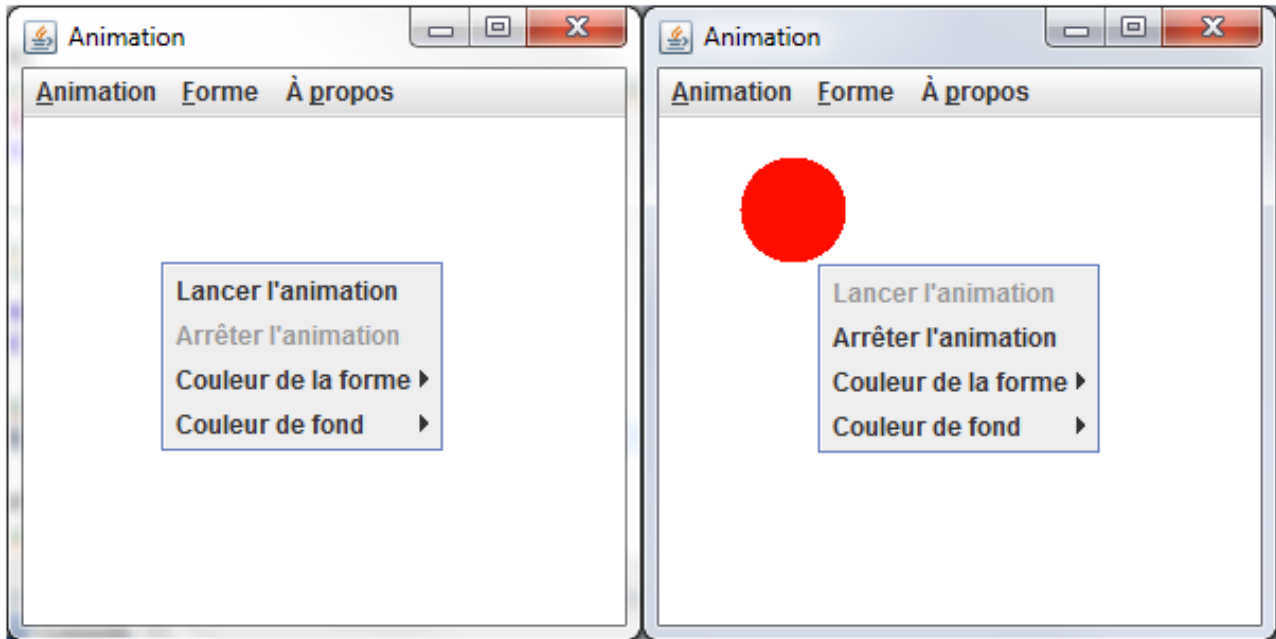 Animation
Animation Forme À propos
Lancer l'animation
Arrêter l'animation
Couleur de la forme
Couleur de fond
Animation
Animation Forme À propos
Lancer l'animation
Arrêter l'animation
Couleur de la forme
Couleur de fond